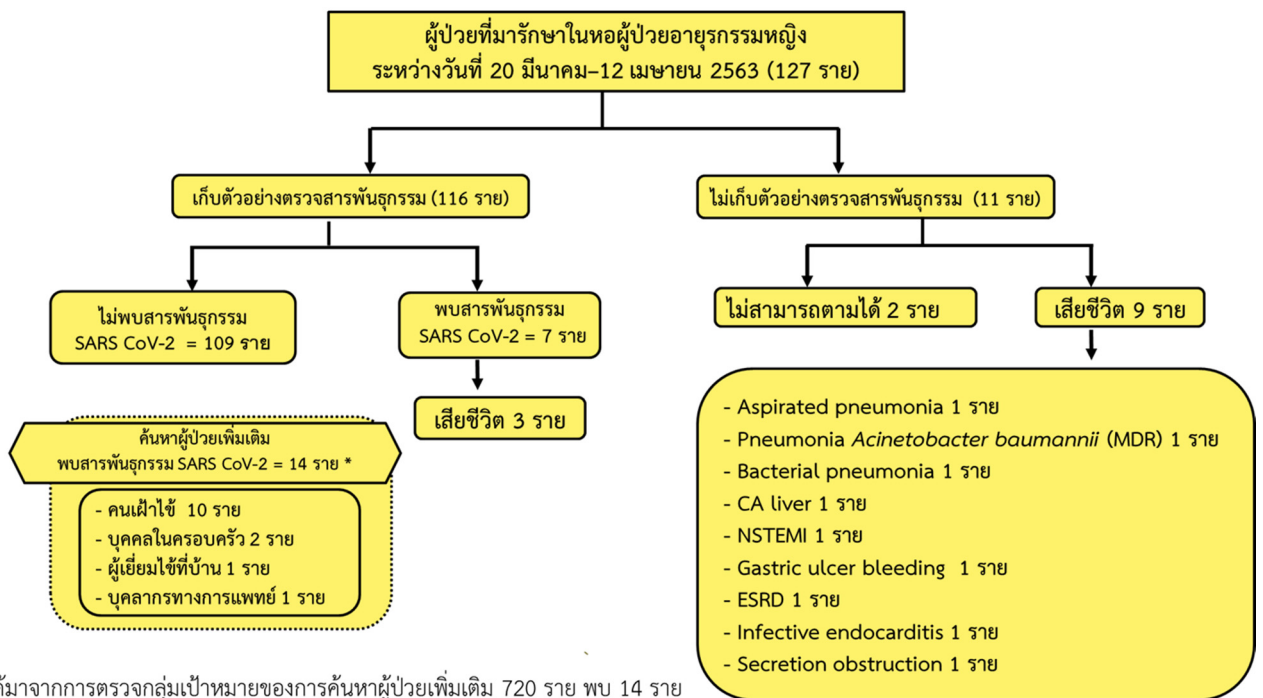 ผู้ป่วยที่มารักษาในหอผู้ป่วยอายุรกรรมหญิง
ระหว่างวันที่ 20 มีนาคม–12 เมษายน 2563 (127 ราย)
เก็บตัวอย่างตรวจสารพันธุกรรม (116 ราย)
ไม่เก็บตัวอย่างตรวจสารพันธุกรรม (11 ราย)
ไม่พบสารพันธุกรรม
SARS CoV-2 = 109 ราย
พบสารพันธุกรรม
SARS CoV-2 = 7 ราย
ไม่สามารถตามได้ 2 ราย
เสียชีวิต 9 ราย
เสียชีวิต 3 ราย
ค้นหาผู้ป่วยเพิ่มเติม
พบสารพันธุกรรม SARS CoV-2 = 14 ราย *
- คนเฝ้าไข้ 10 ราย
- บุคคลในครอบครัว 2 ราย
- ผู้เยี่ยมไข้ที่บ้าน 1 ราย
- บุคลากรทางการแพทย์ 1 ราย
- Aspirated pneumonia 1 ราย
- Pneumonia Acinetobacter baumannii (MDR) 1 ราย
- Bacterial pneumonia 1 ราย
- CA liver 1 ราย
- NSTEMI 1 ราย
- Gastric ulcer bleeding 1 ราย
- ESRD 1 ราย
- Infective endocarditis 1 ราย
- Secretion obstruction 1 ราย
มาจากการตรวจกลุ่มเป้าหมายของการค้นหาผู้ป่วยเพิ่มเติม 720 ราย พบ 14 ราย